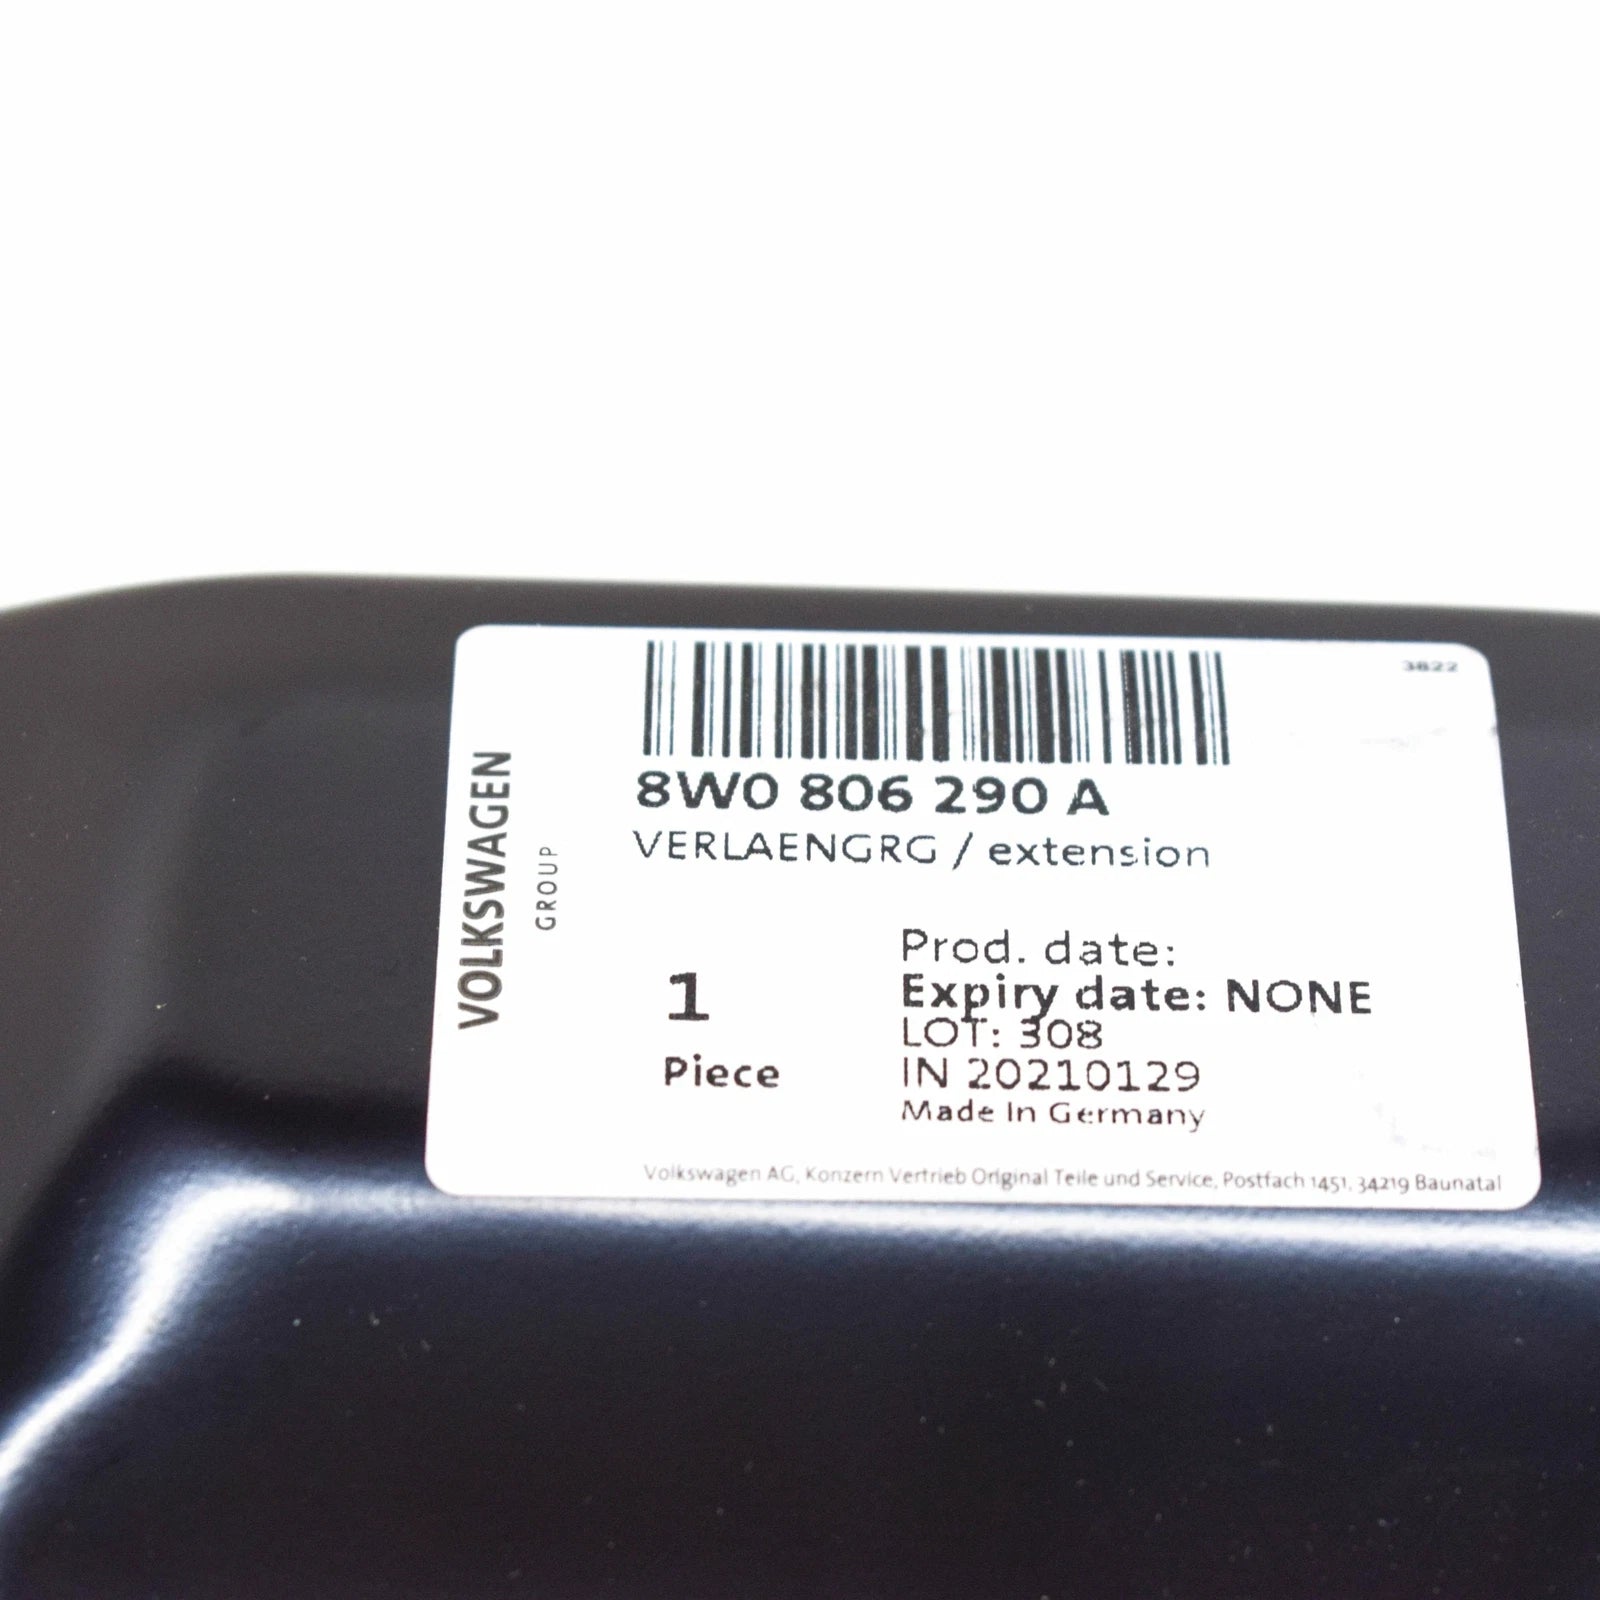 3822
8W0 806 290 A
VERLAENGRG / extension
VOLKSWAGEN
GROUP
1
Piece
Prod. date:
Expiry date: NONE
LOT: 308
IN 20210129
Made In Germany
Volkswagen AG, Konzern Vertrieb Original Teile und Service, Postfach 1451, 34219 Baunatal